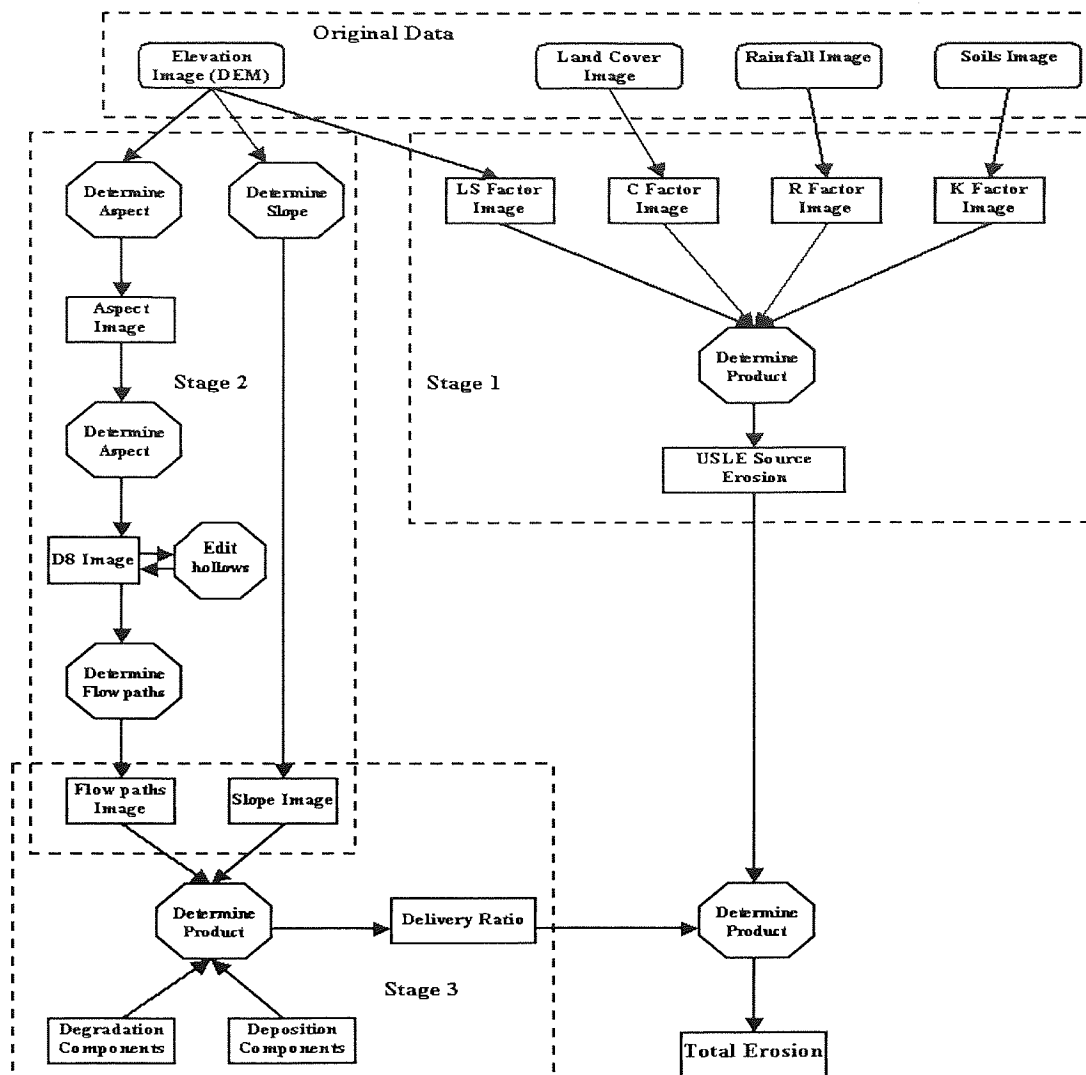 Original Data
Elevation
Image (DEM)
Land Cover
Image
Rainfall Image
Soils Image
Determine
Aspect
Determine
Slope
LS Factor
Image
C Factor
Image
R Factor
Image
K Factor
Image
Aspect
Image
Stage 2
Stage 1
Determine
Product
Determine
Aspect
USLE Source
Erosion
D8 Image
Edit
hollows
Determine
Flow paths
Flow paths
Image
Slope Image
Determine
Product
Delivery Ratio
Determine
Product
Stage 3
Degradation
Components
Deposition
Components
Total Erosion